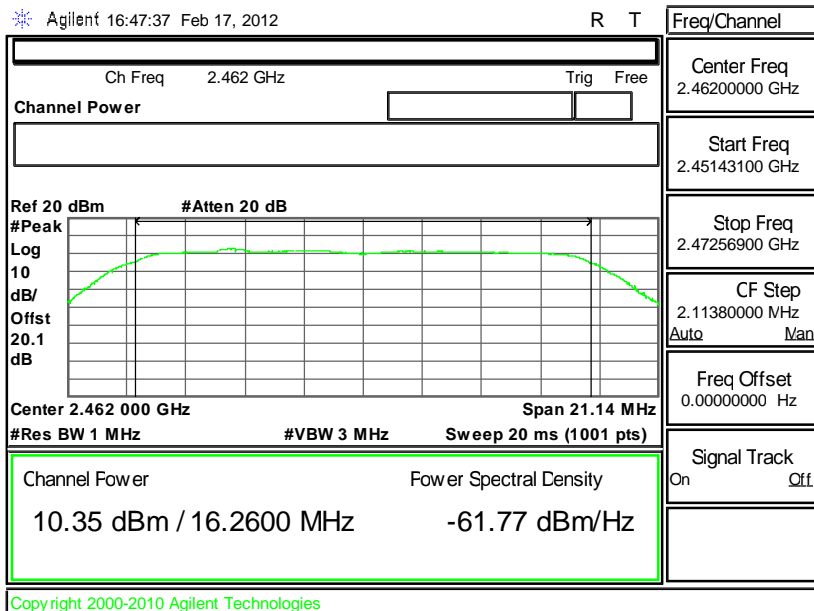 Agilent 16:47:37 Feb 17, 2012 R T
Ch Freq 2.462 GHz Trig Free
Channel Power
Ref 20 dBm #Atten 20 dB
#Peak
Log
10
dB/
Offst
20.1
dB
Center 2.462 000 GHz Span 21.14 MHz
#Res BW 1 MHz #VBW 3 MHz Sweep 20 ms (1001 pts)
Channel Power Power Spectral Density
10.35 dBm / 16.2600 MHz -61.77 dBm/Hz
Copyright 2000-2010 Agilent Technologies
Freq/Channel
Center Freq
2.46200000 GHz
Start Freq
2.45143100 GHz
Stop Freq
2.47256900 GHz
CF Step
2.11380000 MHz
Auto Man
Freq Offset
0.00000000 Hz
Signal Track
On Off